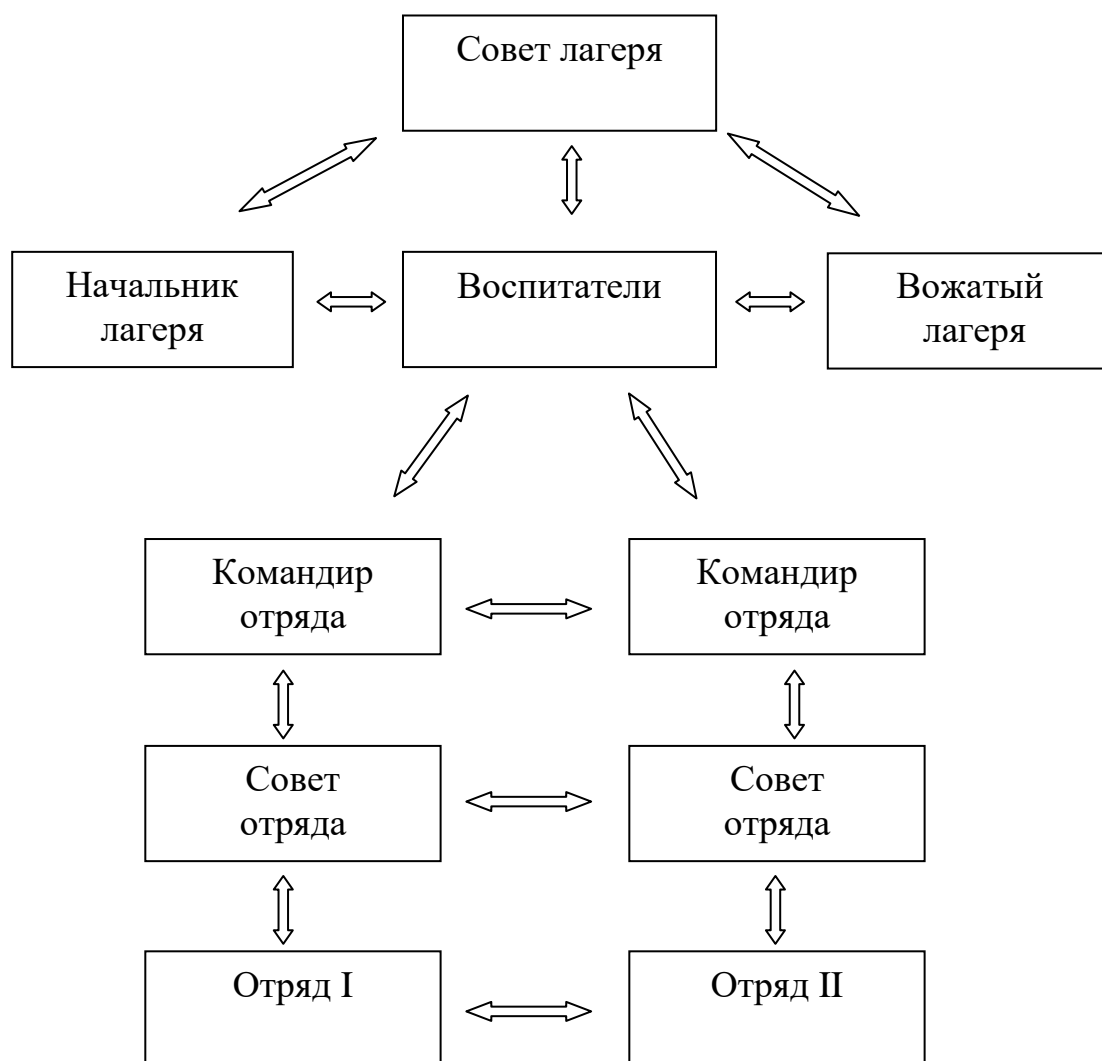 Совет лагеря
Начальник
лагеря
Воспитатели
Вожатый
лагеря
Командир
отряда
Командир
отряда
Совет
отряда
Совет
отряда
Отряд I
Отряд II